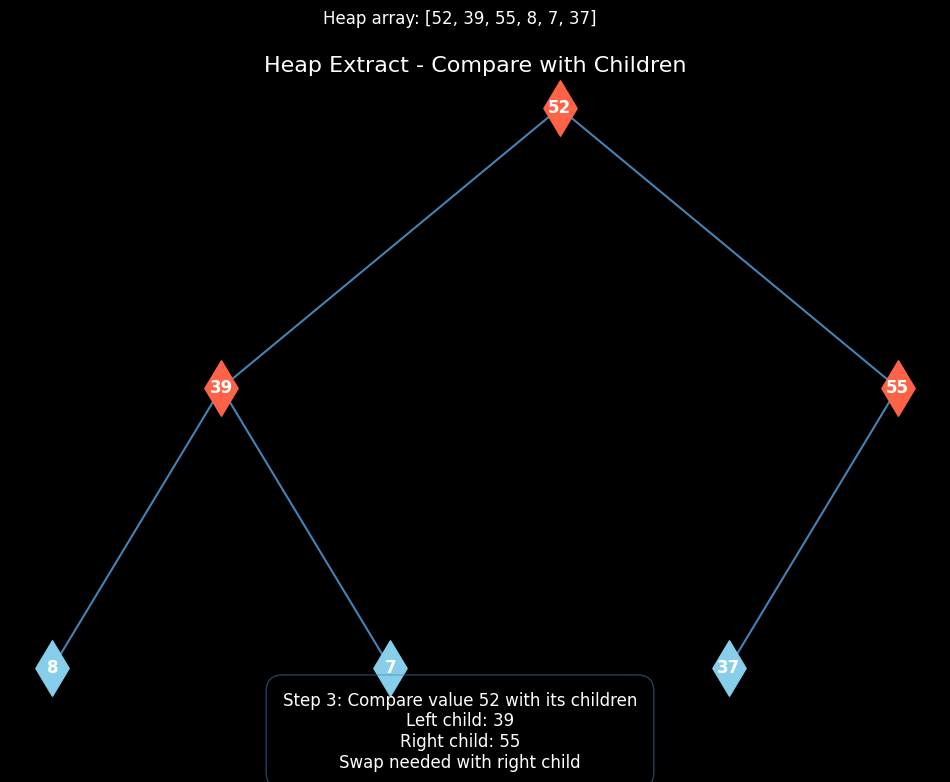 Heap array: [52, 39, 55, 8, 7, 37]
Heap Extract - Compare with Children
52
39
55
8
7
37
Step 3: Compare value 52 with its children
Left child: 39
Right child: 55
Swap needed with right child